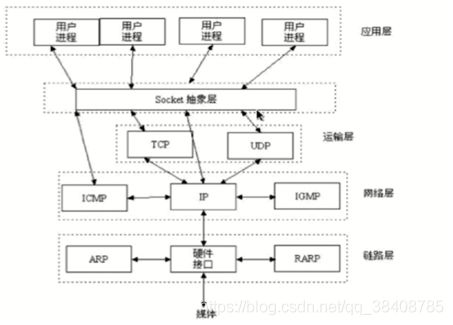 用户 用户 用户 用户
进程 进程 进程 进程
应用层
Socket 抽象层
TCP
UDP
运输层
ICMP
IP
IGMP
网络层
ARP
硬件
接口
RARP
链路层
媒体
https://blog.csdn.net/qq_38408785